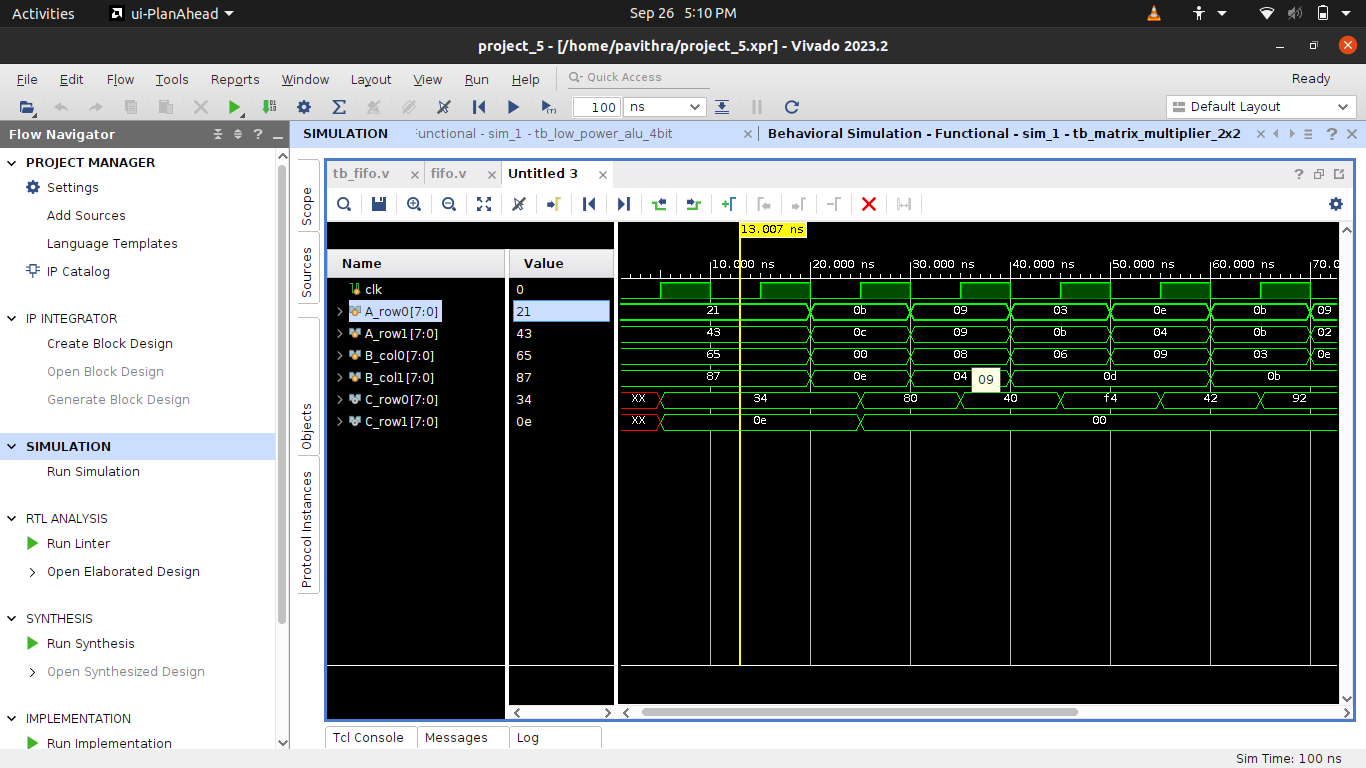 Activities
ui-PlanAhead
Sep 26 5:10 PM
project_5 - [/home/pavithra/project_5.xpr] - Vivado 2023.2
File Edit Flow Tools Reports Window Layout View Run Help
Quick Access
Ready
100 ns
Default Layout
Flow Navigator
PROJECT MANAGER
Settings
Add Sources
Language Templates
IP Catalog
IP INTEGRATOR
Create Block Design
Open Block Design
Generate Block Design
SIMULATION
Run Simulation
RTL ANALYSIS
Run Linter
Open Elaborated Design
SYNTHESIS
Run Synthesis
Open Synthesized Design
IMPLEMENTATION
Run Implementation
SIMULATION
Functional - sim_1 - tb_low_power_alu_4bit
Behavioral Simulation - Functional - sim_1 - tb_matrix_multiplier_2x2
Scope
Sources
Objects
Protocol Instances
tb_fifo.v
fifo.v
Untitled 3
13.007 ns
Name Value
10.000 ns 20.000 ns 30.000 ns 40.000 ns 50.000 ns 60.000 ns 70.0
clk 0
A_row0[7:0] 21 21 0b 09 03 0e 0b 09
A_row1[7:0] 43 43 0c 09 0b 04 0b 02
B_col0[7:0] 65 65 00 08 06 09 03 0e
B_col1[7:0] 87 87 0e 04 0d 0b
09
C_row0[7:0] 34 XX 34 80 40 f4 42 92
C_row1[7:0] 0e XX 0e 00
Tcl Console
Messages
Log
Sim Time: 100 ns